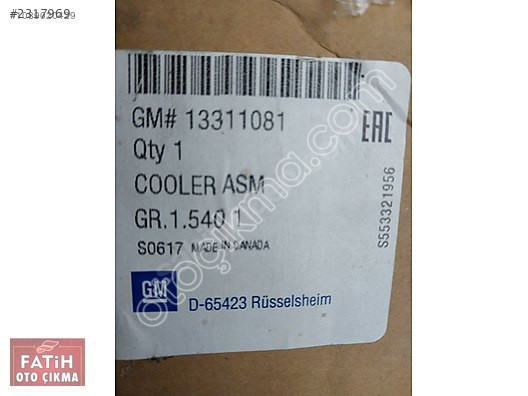 #2317969
GM# 13311081
Qty 1
COOLER ASM
GR.1.540 1
S0617 MADE IN CANADA
GM
D-65423 Rüsselsheim
EAC
S553321956
otoçıkma.com
FATİH
OTO ÇIKMA